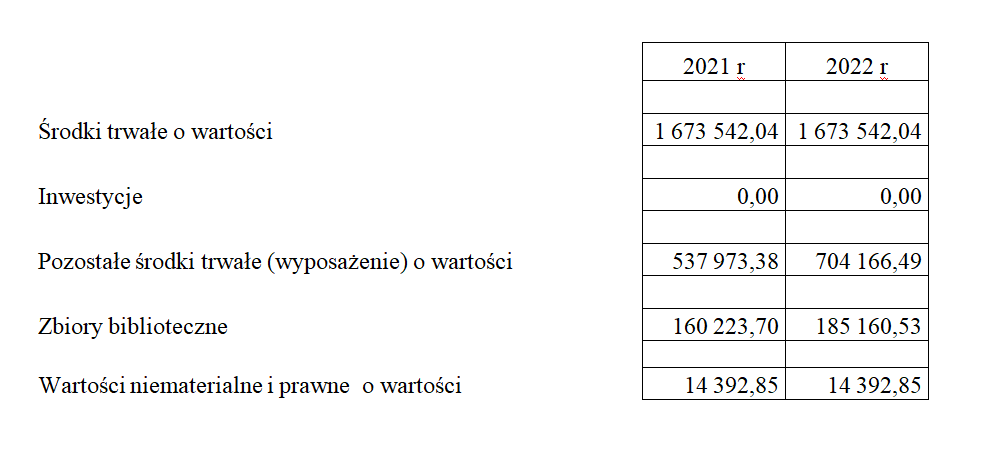 2021 r 2022 r
Środki trwałe o wartości 1 673 542,04 1 673 542,04
Inwestycje 0,00 0,00
Pozostałe środki trwałe (wyposażenie) o wartości 537 973,38 704 166,49
Zbiory biblioteczne 160 223,70 185 160,53
Wartości niematerialne i prawne  o wartości 14 392,85 14 392,85